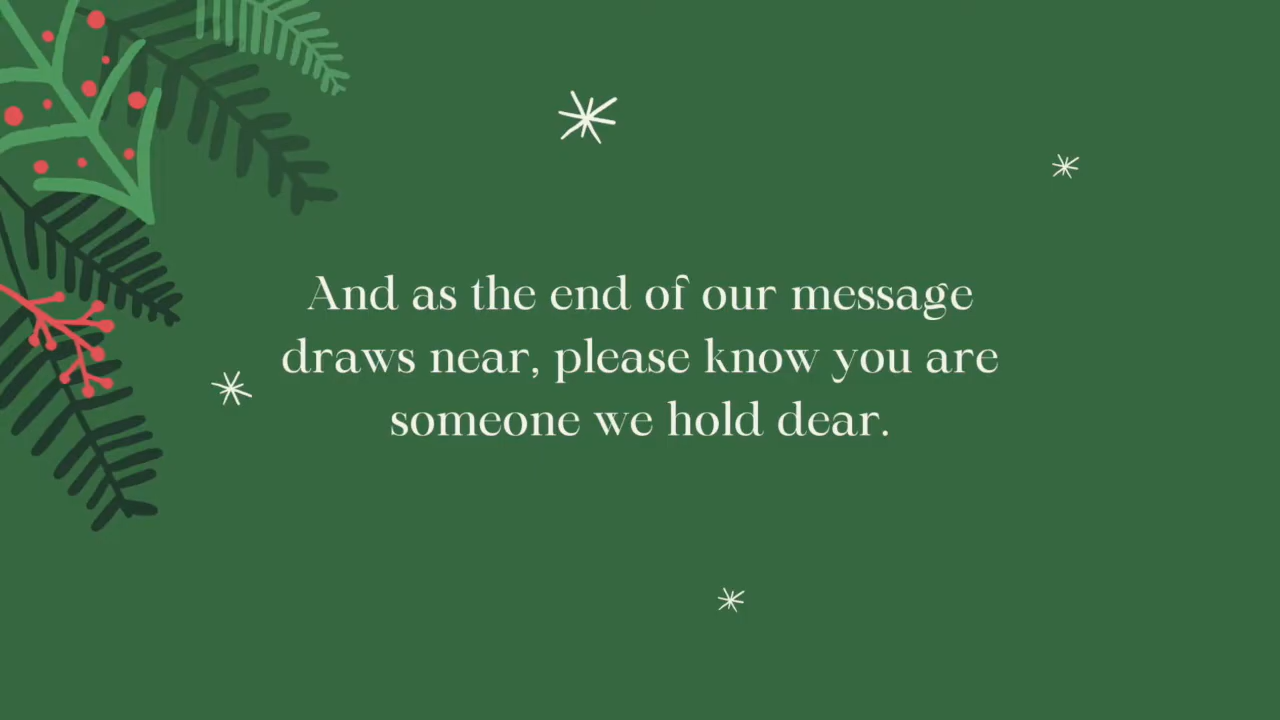 And as the end of our message
draws near, please know you are
someone we hold dear.